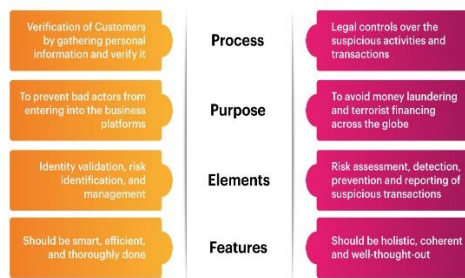 Verification of Customers
by gathering personal
information and verify it
Process
Legal controls over the
suspicious activities and
transactions
To prevent bad actors from
entering into the business
platforms
Purpose
To avoid money laundering
and terrorist financing
across the globe
Identity validation, risk
identification, and
management
Elements
Risk assessment, detection,
prevention and reporting of
suspicious transactions
Should be smart, efficient,
and thoroughly done
Features
Should be holistic, coherent
and well-thought-out